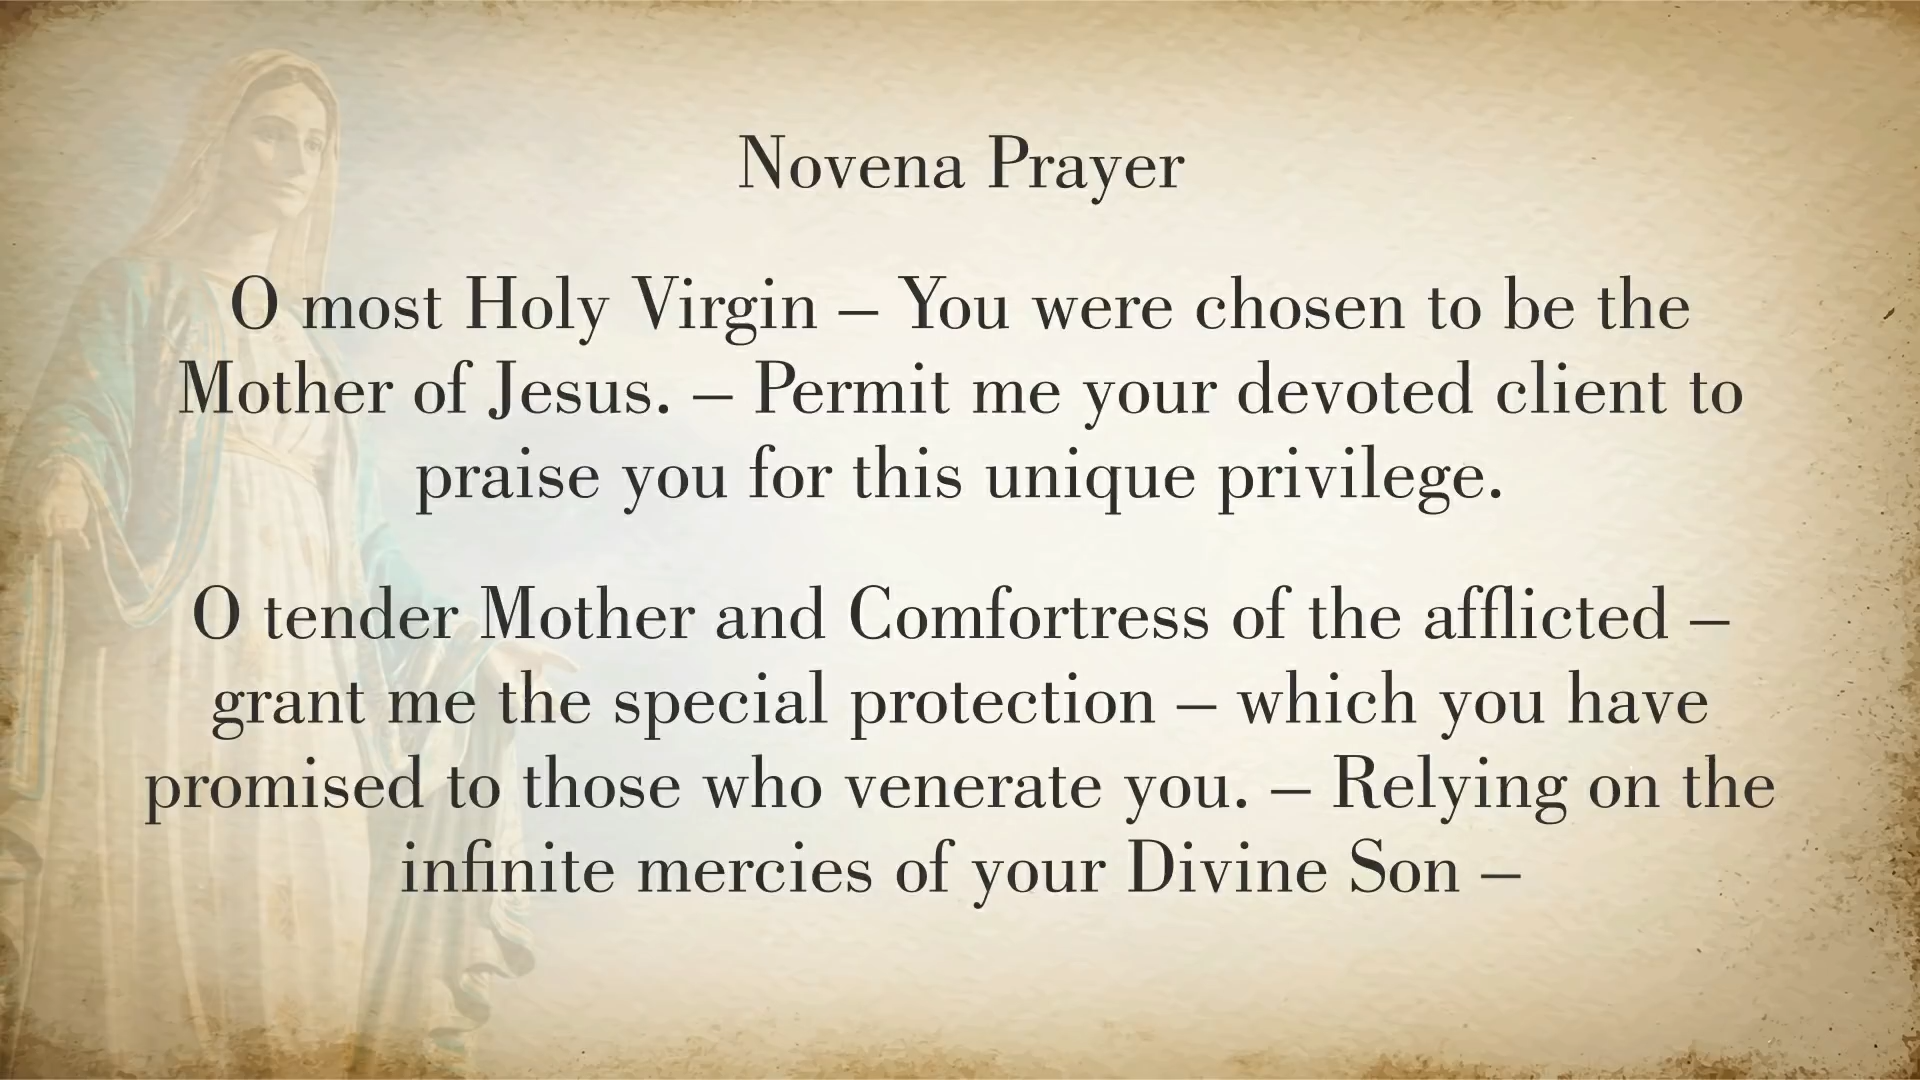 Novena Prayer
O most Holy Virgin – You were chosen to be the
Mother of Jesus. – Permit me your devoted client to
praise you for this unique privilege.
O tender Mother and Comfortress of the afflicted –
grant me the special protection – which you have
promised to those who venerate you. – Relying on the
infinite mercies of your Divine Son –